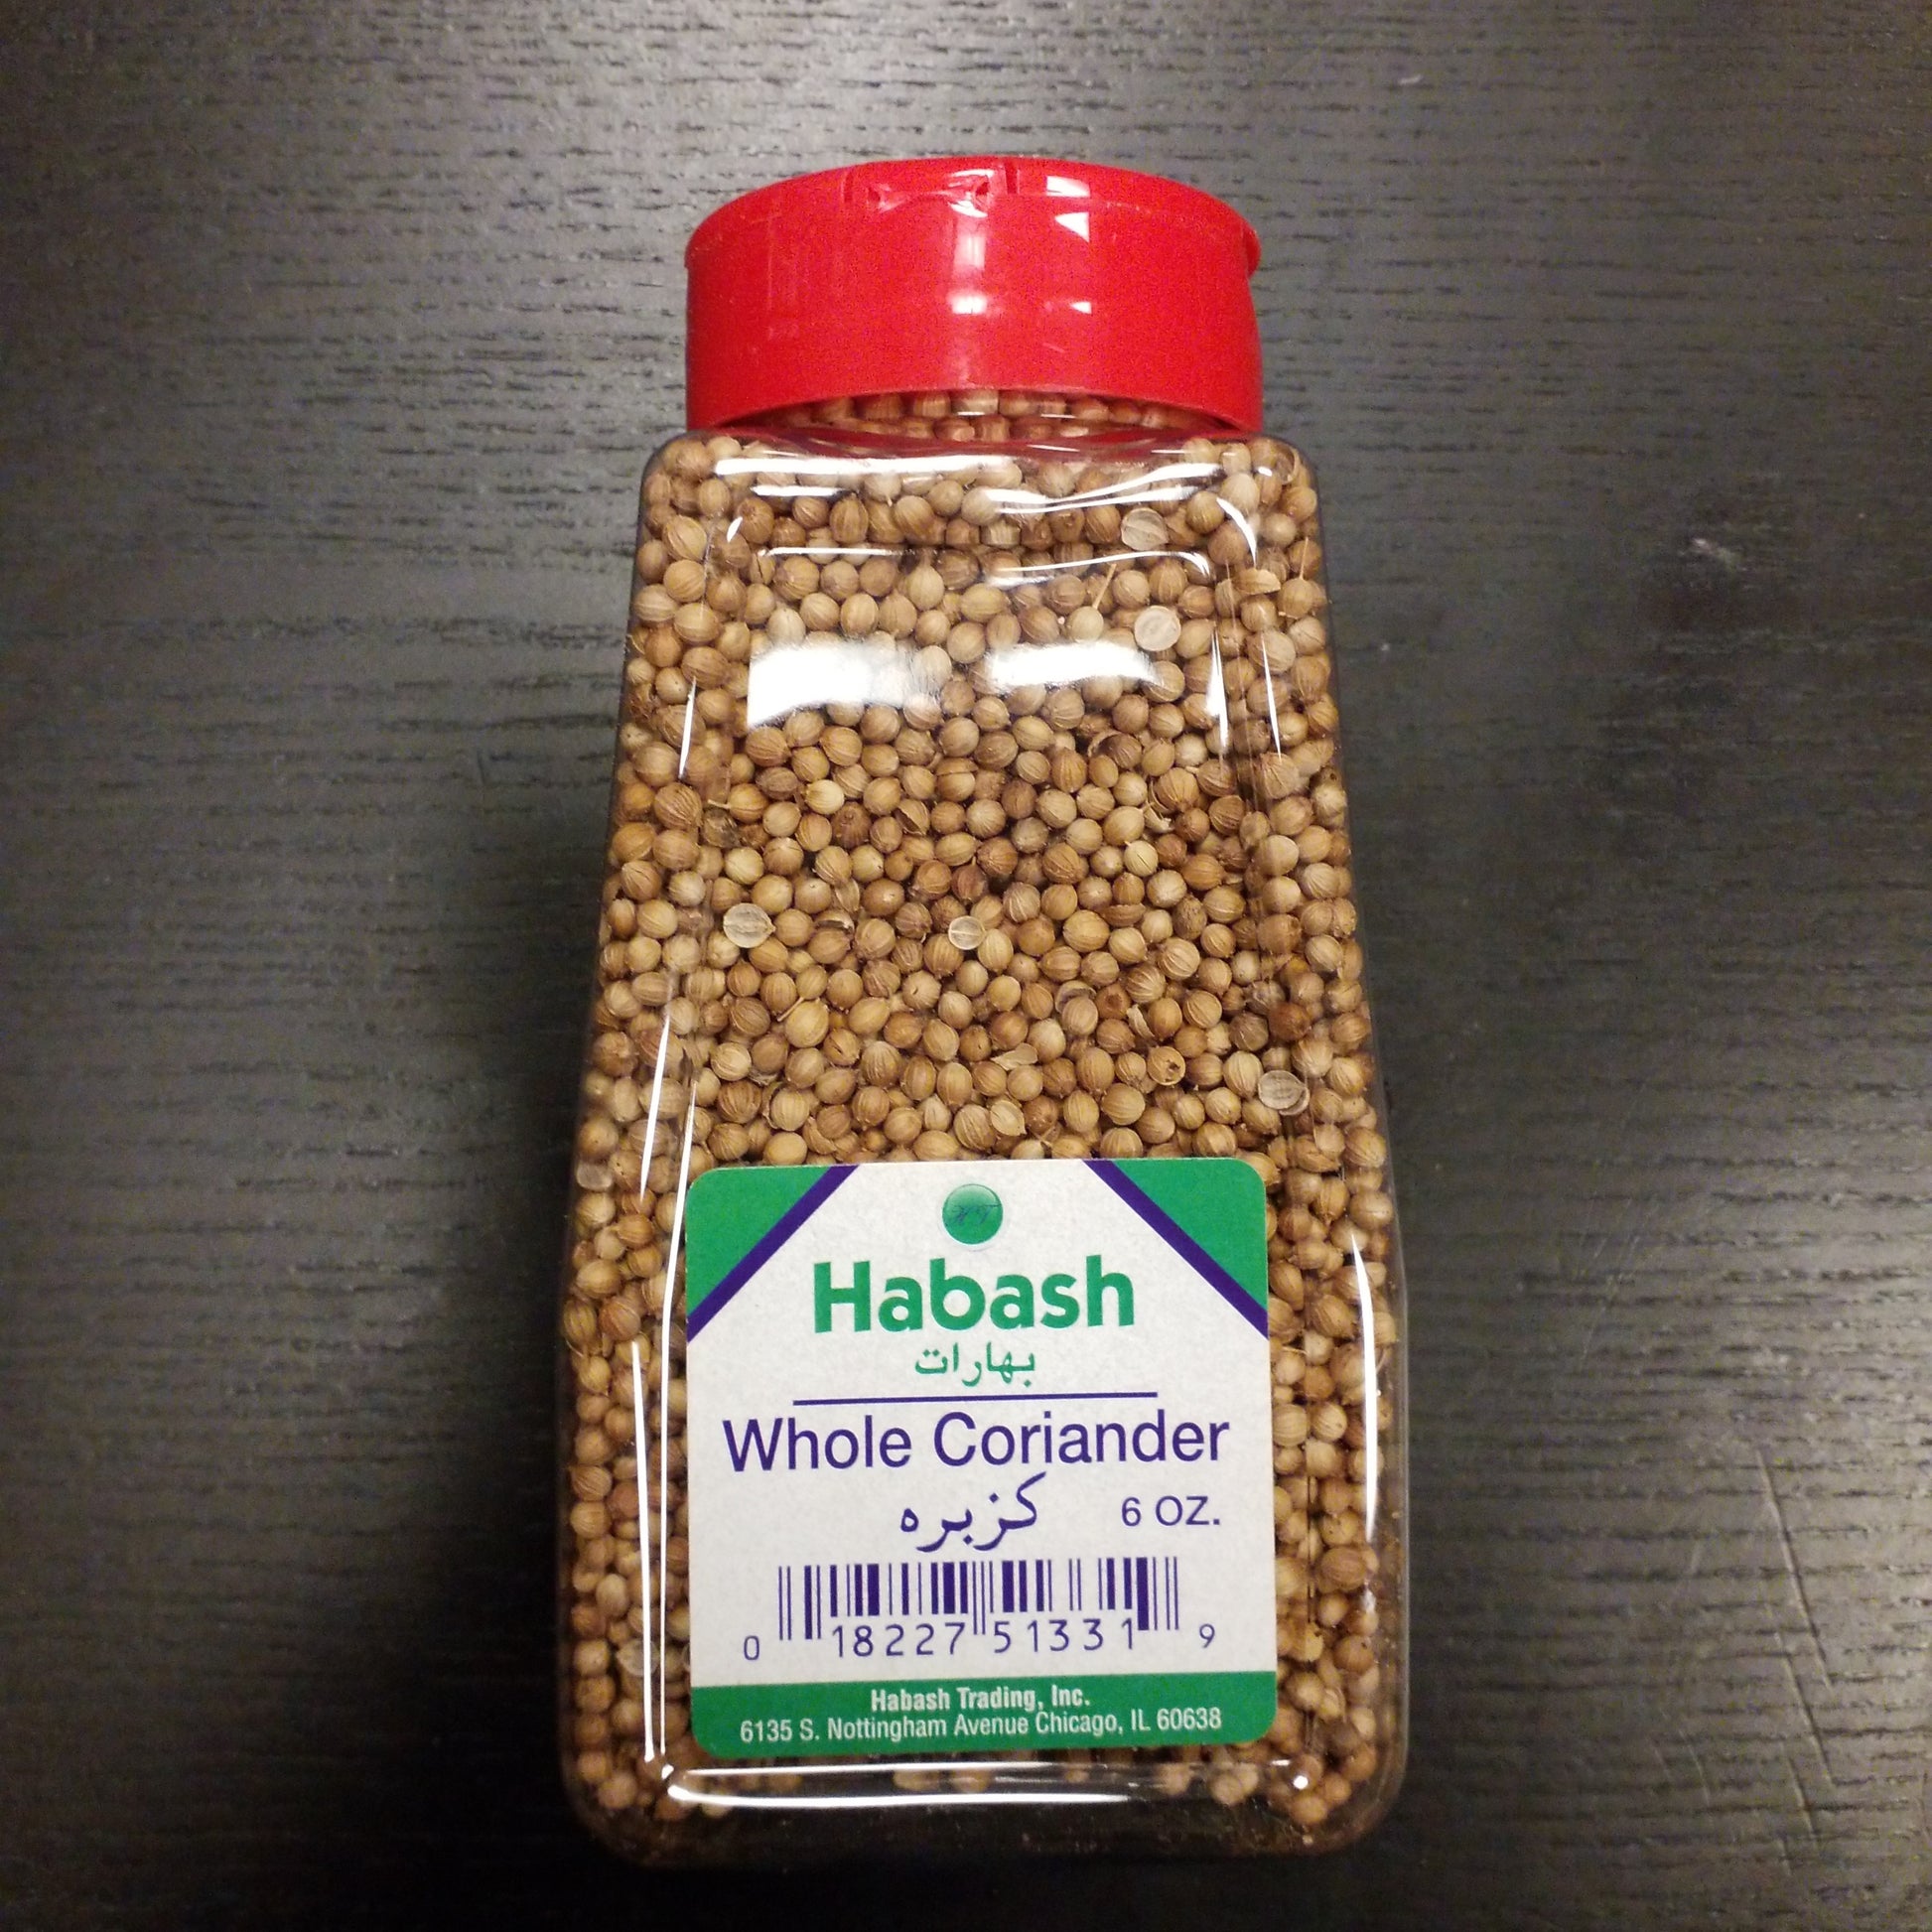 Habash
بهارات
Whole Coriander
كزبره 6 OZ.
0 18227 51331 9
Habash Trading, Inc.
6135 S. Nottingham Avenue Chicago, IL 60638